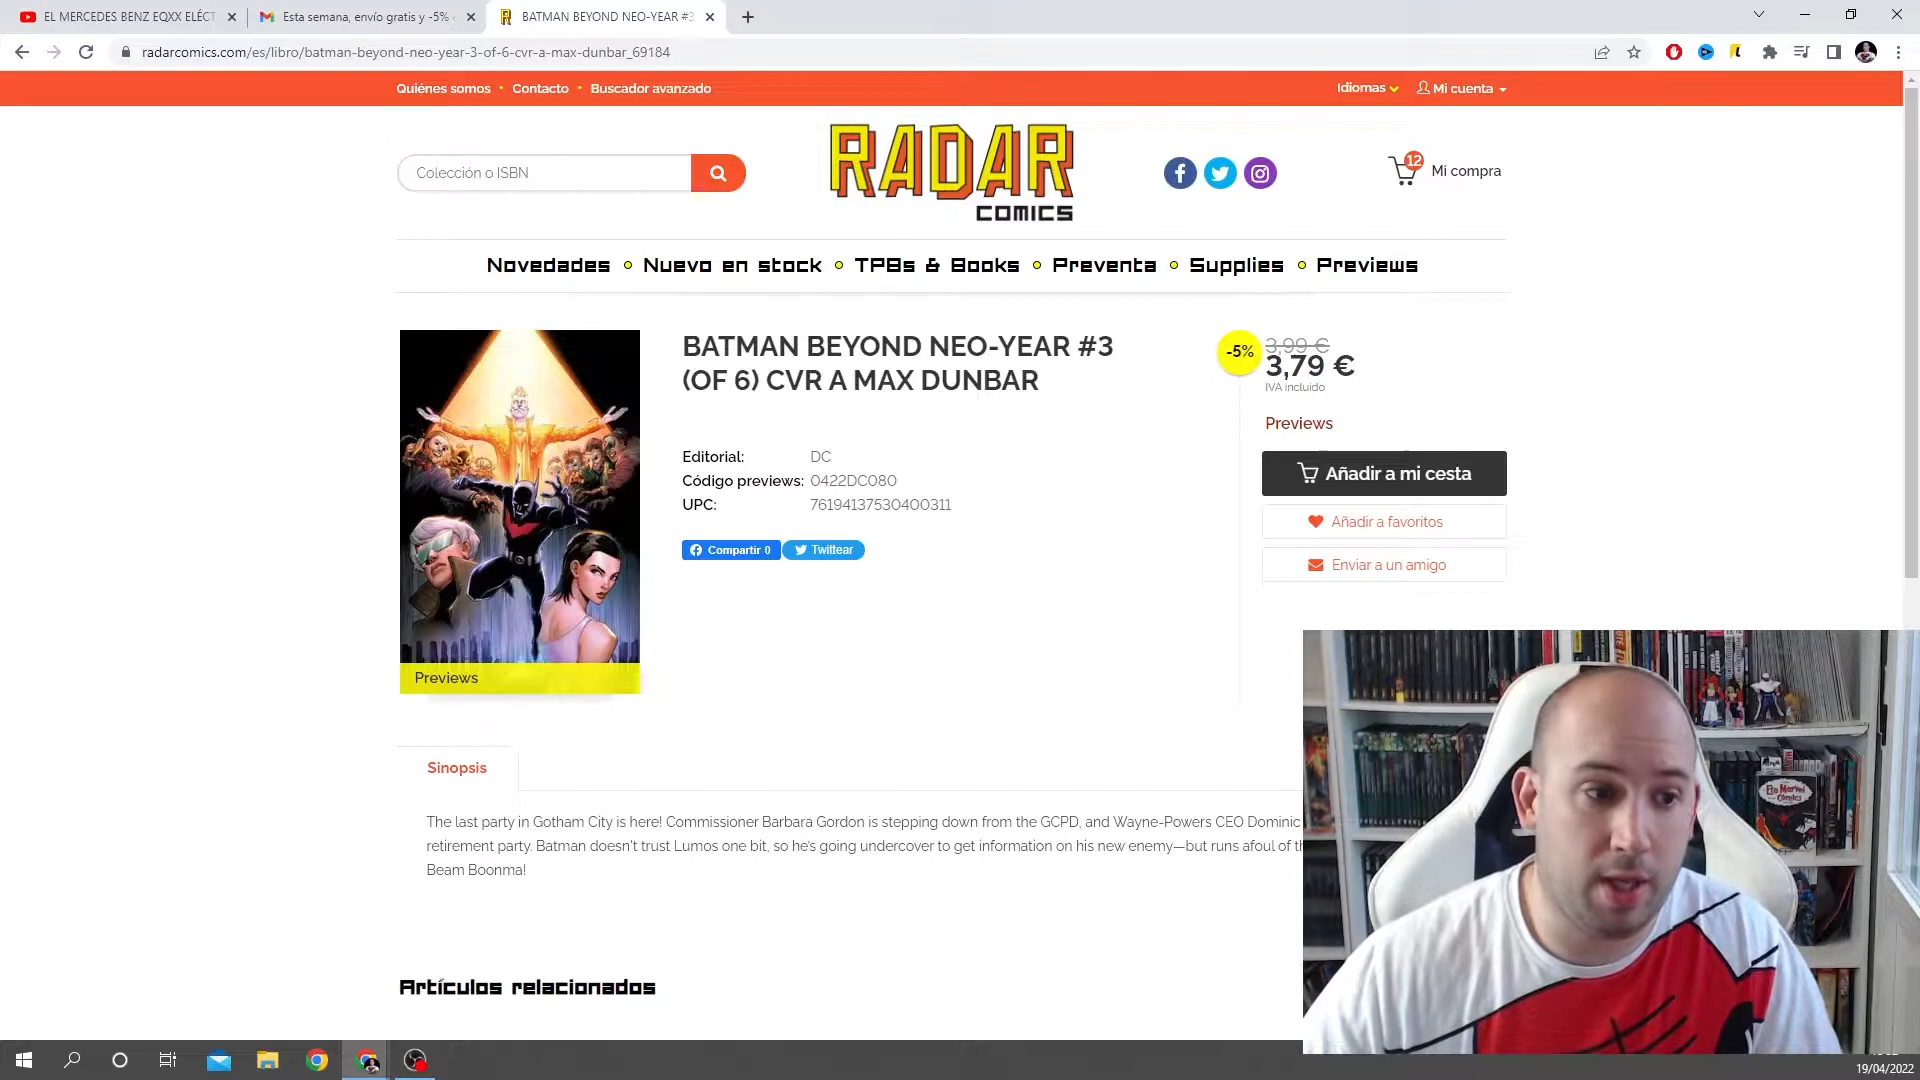 EL MERCEDES BENZ EQXX ELÉCT
Esta semana, envío gratis y -5%
BATMAN BEYOND NEO-YEAR #3
radarcomics.com/es/libro/batman-beyond-neo-year-3-of-6-cvr-a-max-dunbar_69184
Quiénes somos • Contacto • Buscador avanzado
Idiomas
Mi cuenta
Colección o ISBN
RADAR
COMICS
12
Mi compra
Novedades
Nuevo en stock
TPBs & Books
Preventa
Supplies
Previews
BATMAN BEYOND NEO-YEAR #3
(OF 6) CVR A MAX DUNBAR
-5%
3,99 €
3,79 €
IVA incluido
Previews
Añadir a mi cesta
Añadir a favoritos
Enviar a un amigo
Editorial: DC
Código previews: 0422DC080
UPC: 76194137530400311
Compartir 0
Twittear
Previews
Sinopsis
The last party in Gotham City is here! Commissioner Barbara Gordon is stepping down from the GCPD, and Wayne-Powers CEO Dominic
retirement party. Batman doesn't trust Lumos one bit, so he's going undercover to get information on his new enemy—but runs afoul of th
Beam Boonma!
Artículos relacionados
19/04/2022